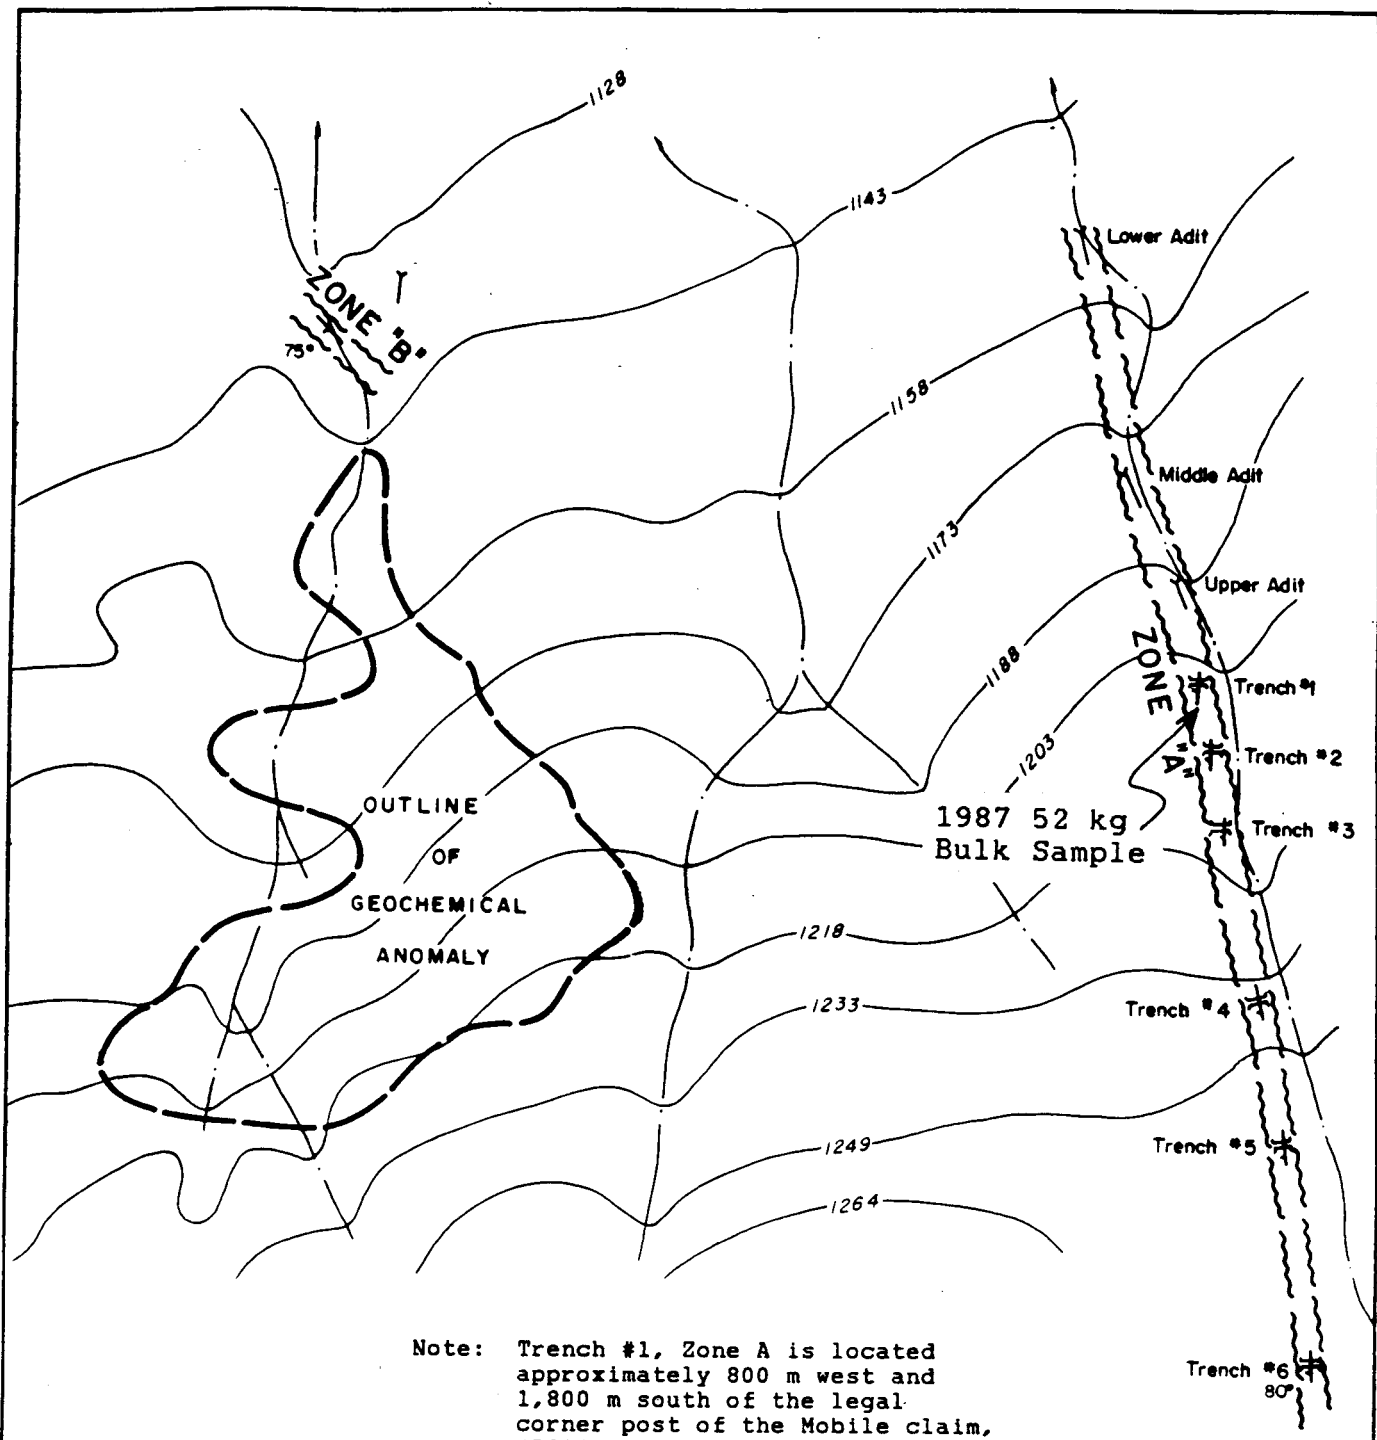 1128
1143
Lower Adit
ZONE "B"
75°
1158
Middle Adit
1173
Upper Adit
ZONE "A"
1188
Trench #1
1203
Trench #2
OUTLINE
OF
GEOCHEMICAL
ANOMALY
1987 52 kg
Bulk Sample
Trench #3
1218
1233
Trench #4
1249
Trench #5
1264
Trench #6
80°
Note: Trench #1, Zone A is located
approximately 800 m west and
1,800 m south of the legal
corner post of the Mobile claim,